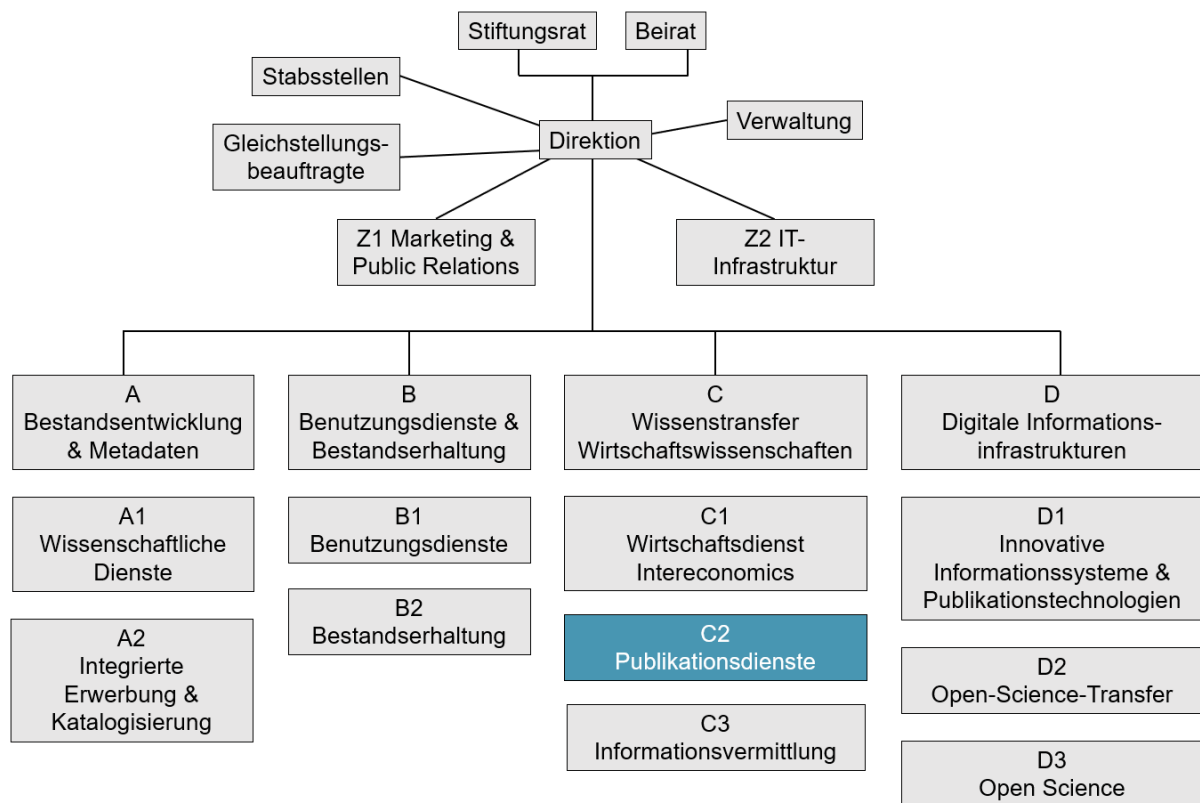 Stiftungsrat
Beirat
Stabsstellen
Verwaltung
Direktion
Gleichstellungs-
beauftragte
Z1 Marketing &
Public Relations
Z2 IT-
Infrastruktur
A
Bestandsentwicklung
& Metadaten
B
Benutzungsdienste &
Bestandserhaltung
C
Wissenstransfer
Wirtschaftswissenschaften
D
Digitale Informations-
infrastrukturen
A1
Wissenschaftliche
Dienste
A2
Integrierte
Erwerbung &
Katalogisierung
B1
Benutzungsdienste
B2
Bestandserhaltung
C1
Wirtschaftsdienst
Intereconomics
C2
Publikationsdienste
C3
Informationsvermittlung
D1
Innovative
Informationssysteme &
Publikationstechnologien
D2
Open-Science-Transfer
D3
Open Science